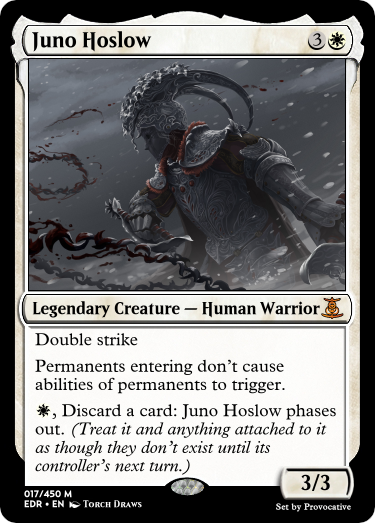 Juno Hoslow 3
Legendary Creature — Human Warrior
Double strike
Permanents entering don't cause
abilities of permanents to trigger.
, Discard a card: Juno Hoslow phases
out. (Treat it and anything attached to it
as though they don't exist until its
controller's next turn.)
3/3
017/450 M
EDR • EN Torch Draws
Set by Provocative